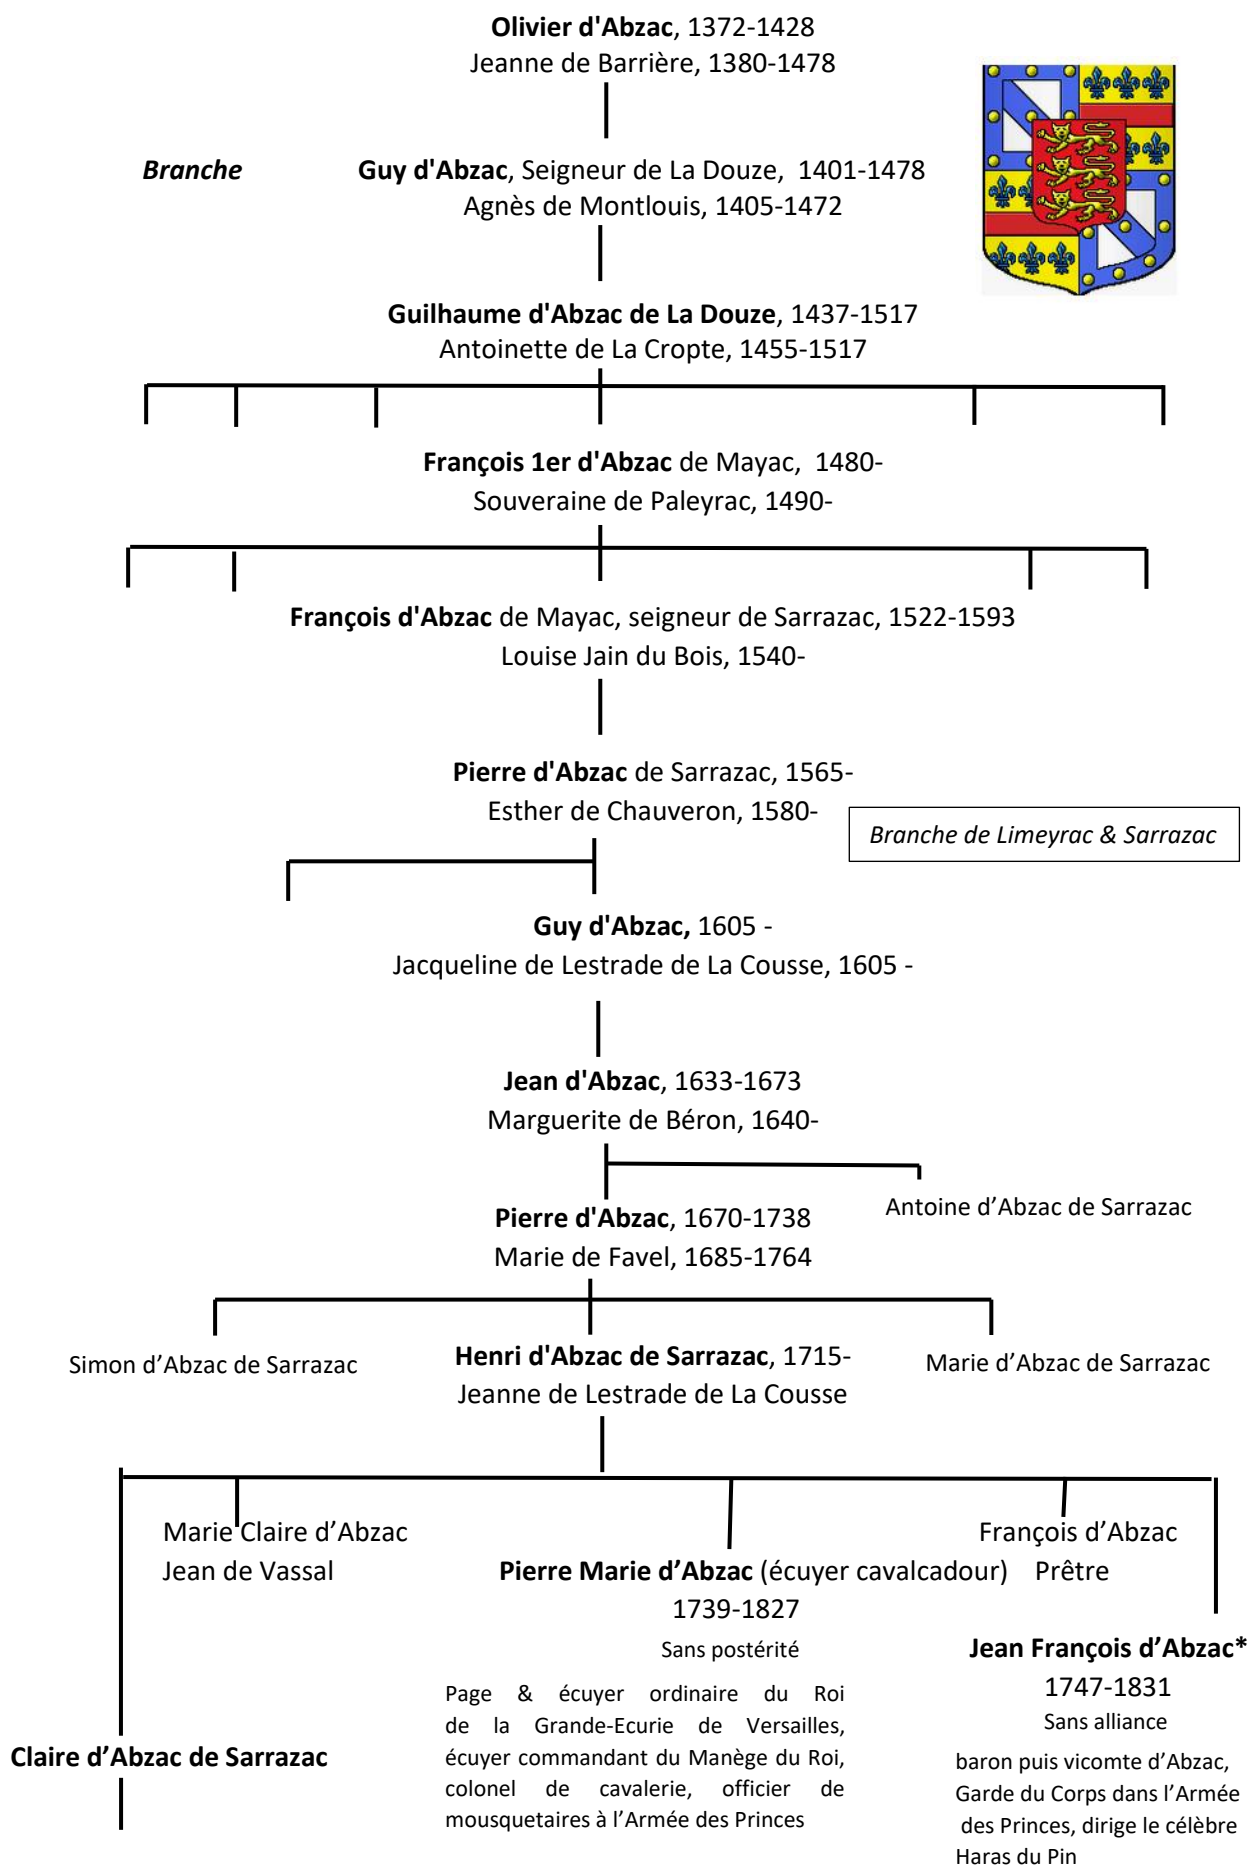 Olivier d'Abzac, 1372-1428
Jeanne de Barrière, 1380-1478
Branche
Guy d'Abzac, Seigneur de La Douze, 1401-1478
Agnès de Montlouis, 1405-1472
Guilhaume d'Abzac de La Douze, 1437-1517
Antoinette de La Cropte, 1455-1517
François 1er d'Abzac de Mayac, 1480-
Souveraine de Paleyrac, 1490-
François d'Abzac de Mayac, seigneur de Sarrazac, 1522-1593
Louise Jain du Bois, 1540-
Pierre d'Abzac de Sarrazac, 1565-
Esther de Chauveron, 1580-
Branche de Limeyrac & Sarrazac
Guy d'Abzac, 1605 -
Jacqueline de Lestrade de La Cousse, 1605 -
Jean d'Abzac, 1633-1673
Marguerite de Béron, 1640-
Antoine d’Abzac de Sarrazac
Pierre d'Abzac, 1670-1738
Marie de Favel, 1685-1764
Simon d’Abzac de Sarrazac
Henri d'Abzac de Sarrazac, 1715-
Jeanne de Lestrade de La Cousse
Marie d’Abzac de Sarrazac
Marie Claire d’Abzac
Jean de Vassal
Pierre Marie d’Abzac (écuyer cavalcadour)
1739-1827
Sans postérité
Page & écuyer ordinaire du Roi
de la Grande-Ecurie de Versailles,
écuyer commandant du Manège du Roi,
colonel de cavalerie, officier de
mousquetaires à l’Armée des Princes
François d’Abzac
Prêtre
Jean François d’Abzac*
1747-1831
Sans alliance
baron puis vicomte d’Abzac,
Garde du Corps dans l’Armée
des Princes, dirige le célèbre
Haras du Pin
Claire d’Abzac de Sarrazac